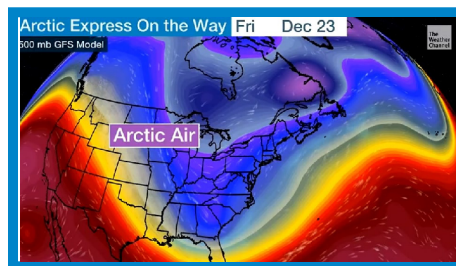 Arctic Express On the Way Fri Dec 23
500 mb GFS Model
The
Weather
Channel
Arctic Air